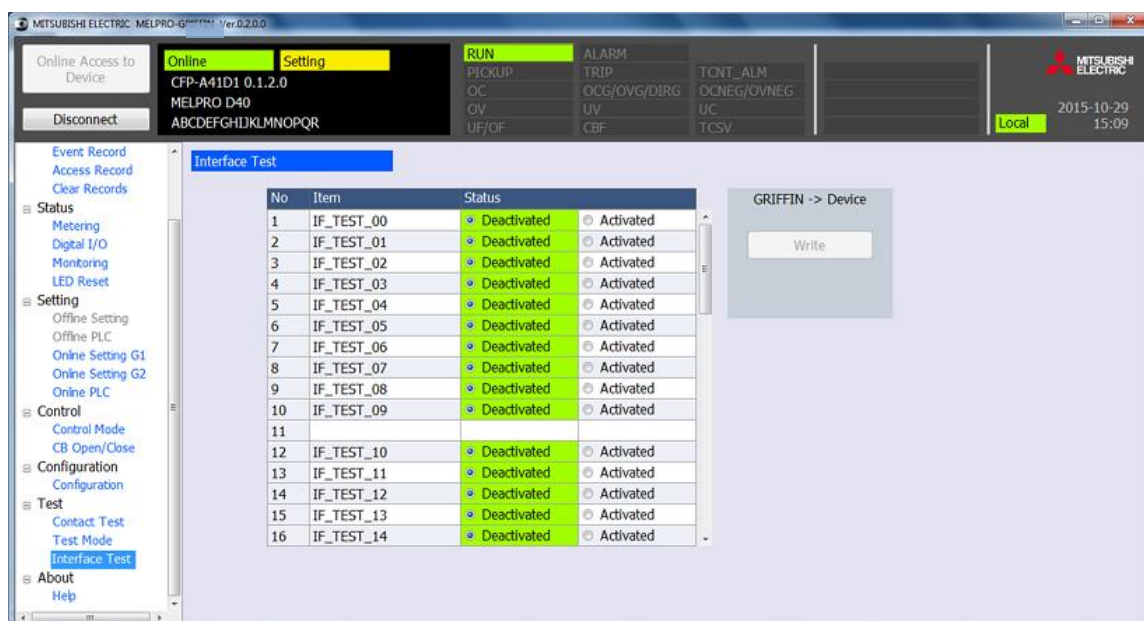 MITSUBISHI ELECTRIC MELPRO-GRIFFIN Ver.0.2.0.0
Online Access to Device
Disconnect
Online Setting
CFP-A41D1 0.1.2.0
MELPRO D40
ABCDEFGHIJKLMNOPQR
RUN ALARM
PICKUP TRIP TCNT_ALM
OC OCG/OVG/DIRG OCNEG/OVNEG
OV UV UC
UF/OF CBF TCSV
MITSUBISHI
ELECTRIC
2015-10-29
Local 15:09
Event Record
Access Record
Clear Records
Status
Metering
Digital I/O
Monitoring
LED Reset
Setting
Offline Setting
Offline PLC
Online Setting G1
Online Setting G2
Online PLC
Control
Control Mode
CB Open/Close
Configuration
Configuration
Test
Contact Test
Test Mode
Interface Test
About
Help
Interface Test
No Item Status
1 IF_TEST_00 Deactivated Activated
2 IF_TEST_01 Deactivated Activated
3 IF_TEST_02 Deactivated Activated
4 IF_TEST_03 Deactivated Activated
5 IF_TEST_04 Deactivated Activated
6 IF_TEST_05 Deactivated Activated
7 IF_TEST_06 Deactivated Activated
8 IF_TEST_07 Deactivated Activated
9 IF_TEST_08 Deactivated Activated
10 IF_TEST_09 Deactivated Activated
11
12 IF_TEST_10 Deactivated Activated
13 IF_TEST_11 Deactivated Activated
14 IF_TEST_12 Deactivated Activated
15 IF_TEST_13 Deactivated Activated
16 IF_TEST_14 Deactivated Activated
GRIFFIN -> Device
Write